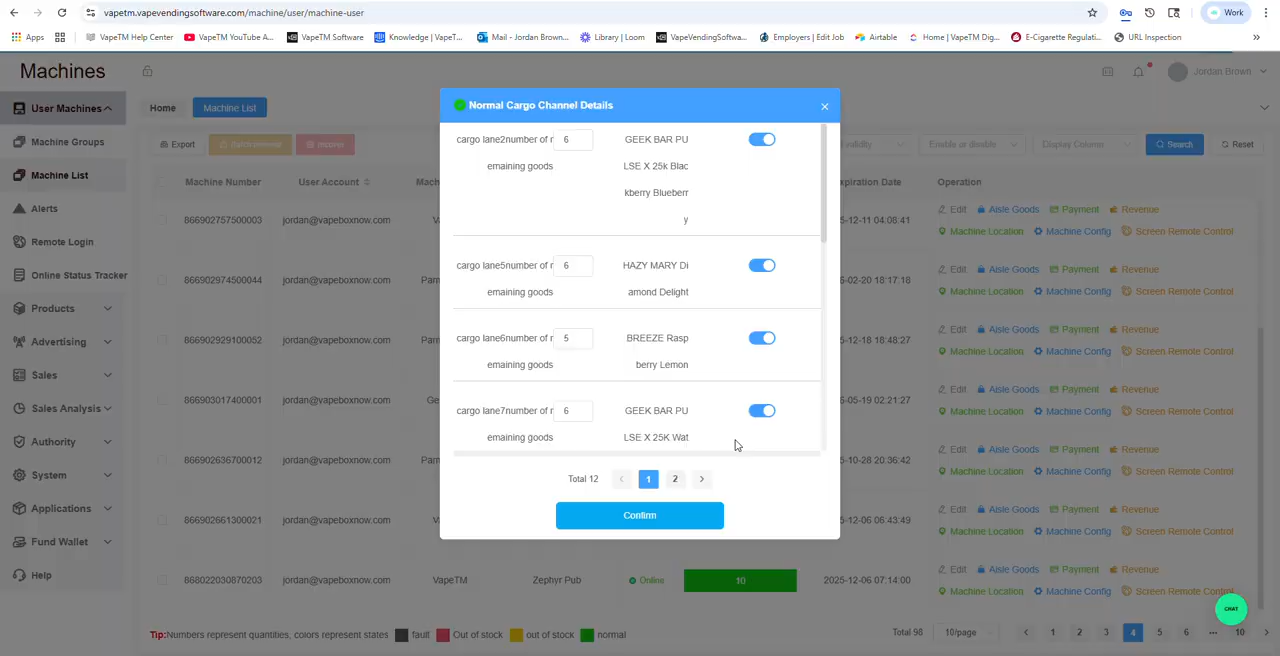 vapetm.vapevendingsoftware.com/machine/user/machine-user
Work
Apps
VapeTM Help Center
VapeTM YouTube A...
VapeTM Software
Knowledge | VapeT...
Mail - Jordan Brown...
Library | Loom
VapeVendingSoftwa...
Employers | Edit Job
Airtable
Home | VapeTM Dig...
E-Cigarette Regulati...
URL Inspection
Machines
Jordan Brown
User Machines
Machine Groups
Machine List
Alerts
Remote Login
Online Status Tracker
Products
Advertising
Sales
Sales Analysis
Authority
System
Applications
Fund Wallet
Help
Home
Machine List
Export
validity
Enable or disable
Display Column
Search
Reset
Machine Number
User Account
Mach
xpiration Date
Operation
Normal Cargo Channel Details
cargo lane2number of r
emaining goods
6
GEEK BAR PU
LSE X 25k Blac
kberry Blueberr
y
cargo lane5number of r
emaining goods
6
HAZY MARY Di
amond Delight
cargo lane6number of r
emaining goods
5
BREEZE Rasp
berry Lemon
cargo lane7number of r
emaining goods
6
GEEK BAR PU
LSE X 25K Wat
Total 12
1
2
Confirm
866902757500003 jordan@vapeboxnow.com V 5-12-11 04:08:41
Edit Aisle Goods Payment Revenue
Machine Location Machine Config Screen Remote Control
866902974500044 jordan@vapeboxnow.com Pam 6-02-20 18:17:18
Edit Aisle Goods Payment Revenue
Machine Location Machine Config Screen Remote Control
866902929100052 jordan@vapeboxnow.com Pam 5-12-18 18:48:27
Edit Aisle Goods Payment Revenue
Machine Location Machine Config Screen Remote Control
866903017400001 jordan@vapeboxnow.com Ge 6-05-19 02:21:27
Edit Aisle Goods Payment Revenue
Machine Location Machine Config Screen Remote Control
866902636700012 jordan@vapeboxnow.com Pam 5-10-28 20:36:42
Edit Aisle Goods Payment Revenue
Machine Location Machine Config Screen Remote Control
866902661300021 jordan@vapeboxnow.com V 5-12-06 06:43:49
Edit Aisle Goods Payment Revenue
Machine Location Machine Config Screen Remote Control
868022030870203 jordan@vapeboxnow.com VapeTM Zephyr Pub Online 10 2025-12-06 07:14:00
Edit Aisle Goods Payment Revenue
Machine Location Machine Config Screen Remote Control
CHAT
Tip:Numbers represent quantities, colors represent states fault Out of stock out of stock normal
Total 98 10/page 1 2 3 4 5 6 ... 10